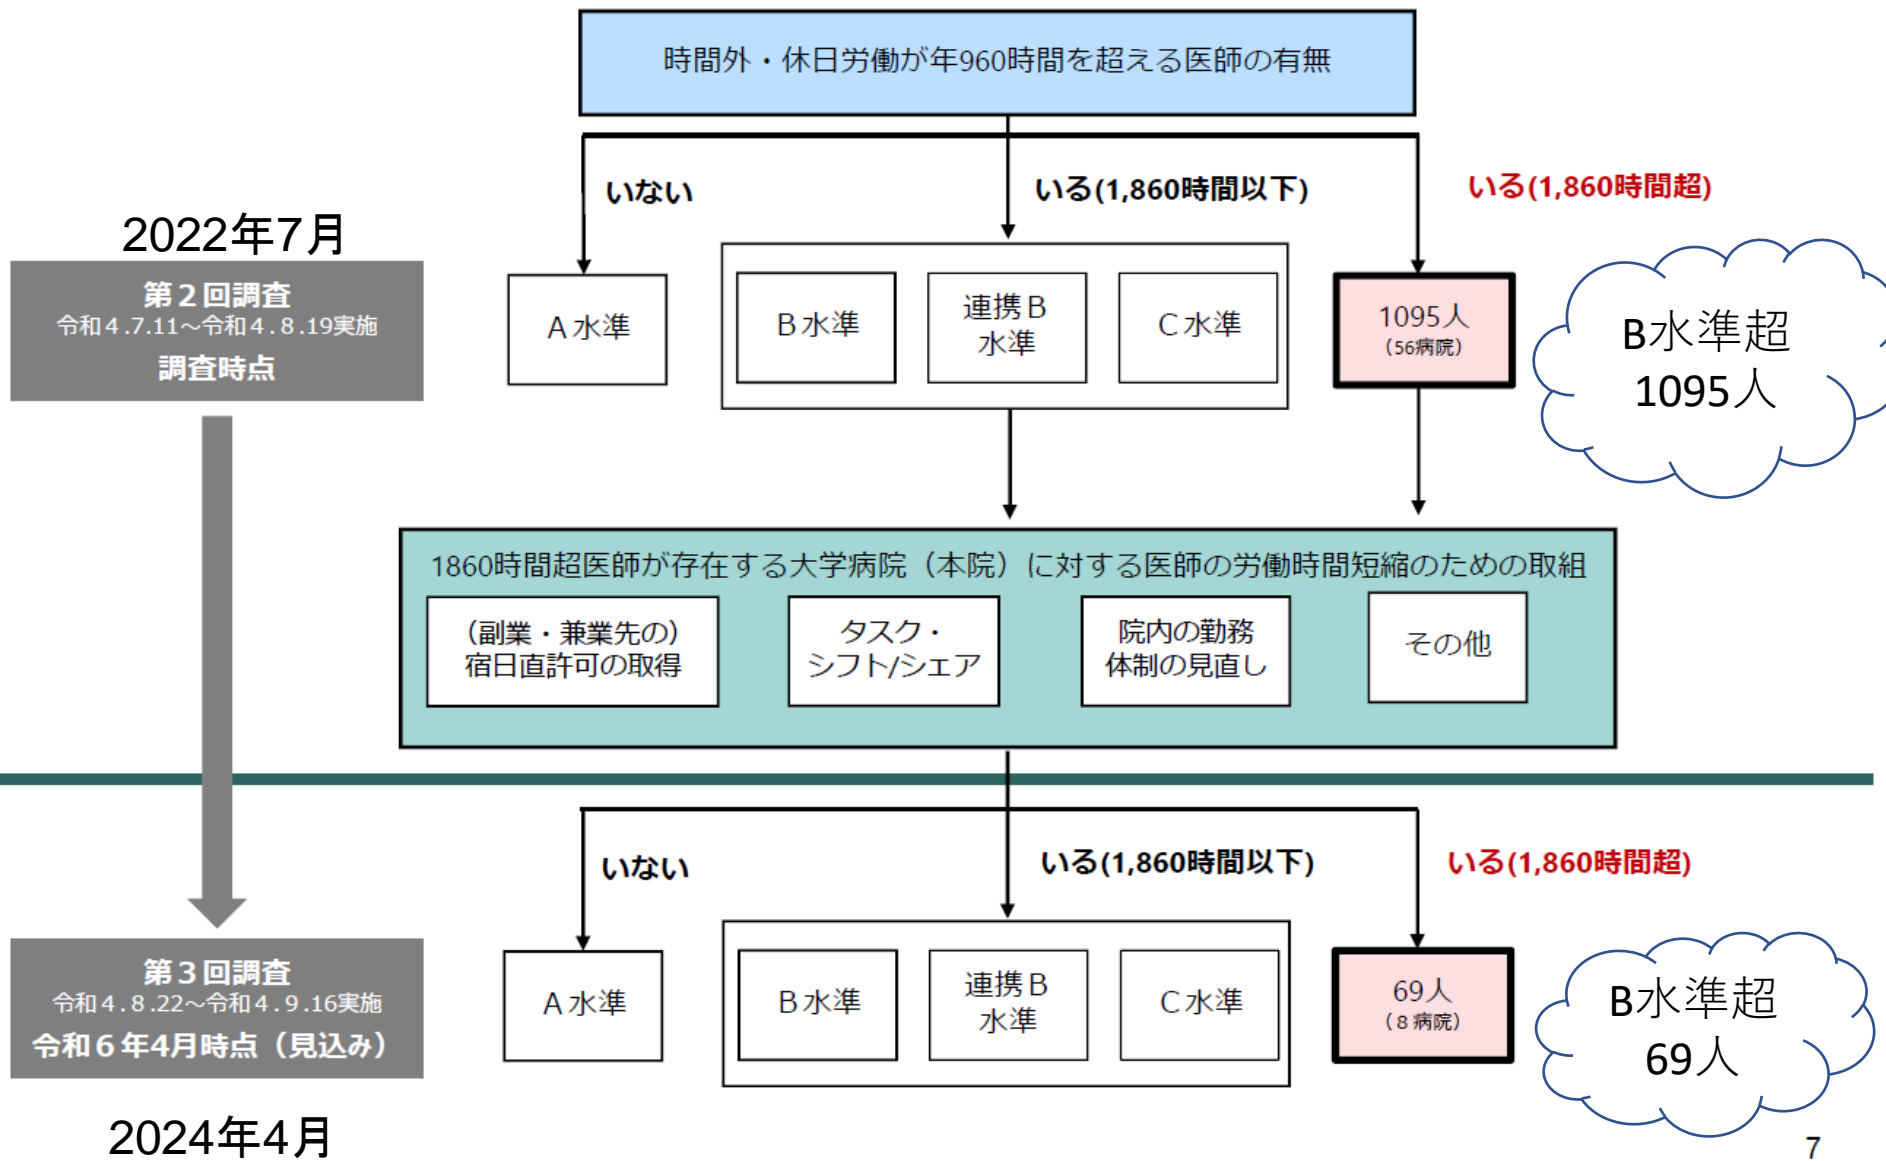 時間外・休日労働が年960時間を超える医師の有無
いない
いる(1,860時間以下)
いる(1,860時間超)
2022年7月
第２回調査
令和４.7.11～令和４.８.19実施
調査時点
Ａ水準
Ｂ水準
連携Ｂ
水準
Ｃ水準
1095人
（56病院）
B水準超
1095人
1860時間超医師が存在する大学病院（本院）に対する医師の労働時間短縮のための取組
（副業・兼業先の）
宿日直許可の取得
タスク・
シフト/シェア
院内の勤務
体制の見直し
その他
いない
いる(1,860時間以下)
いる(1,860時間超)
第３回調査
令和４.８.22～令和４.９.16実施
令和６年4月時点（見込み）
Ａ水準
Ｂ水準
連携Ｂ
水準
Ｃ水準
69人
（８病院）
B水準超
69人
2024年4月
7